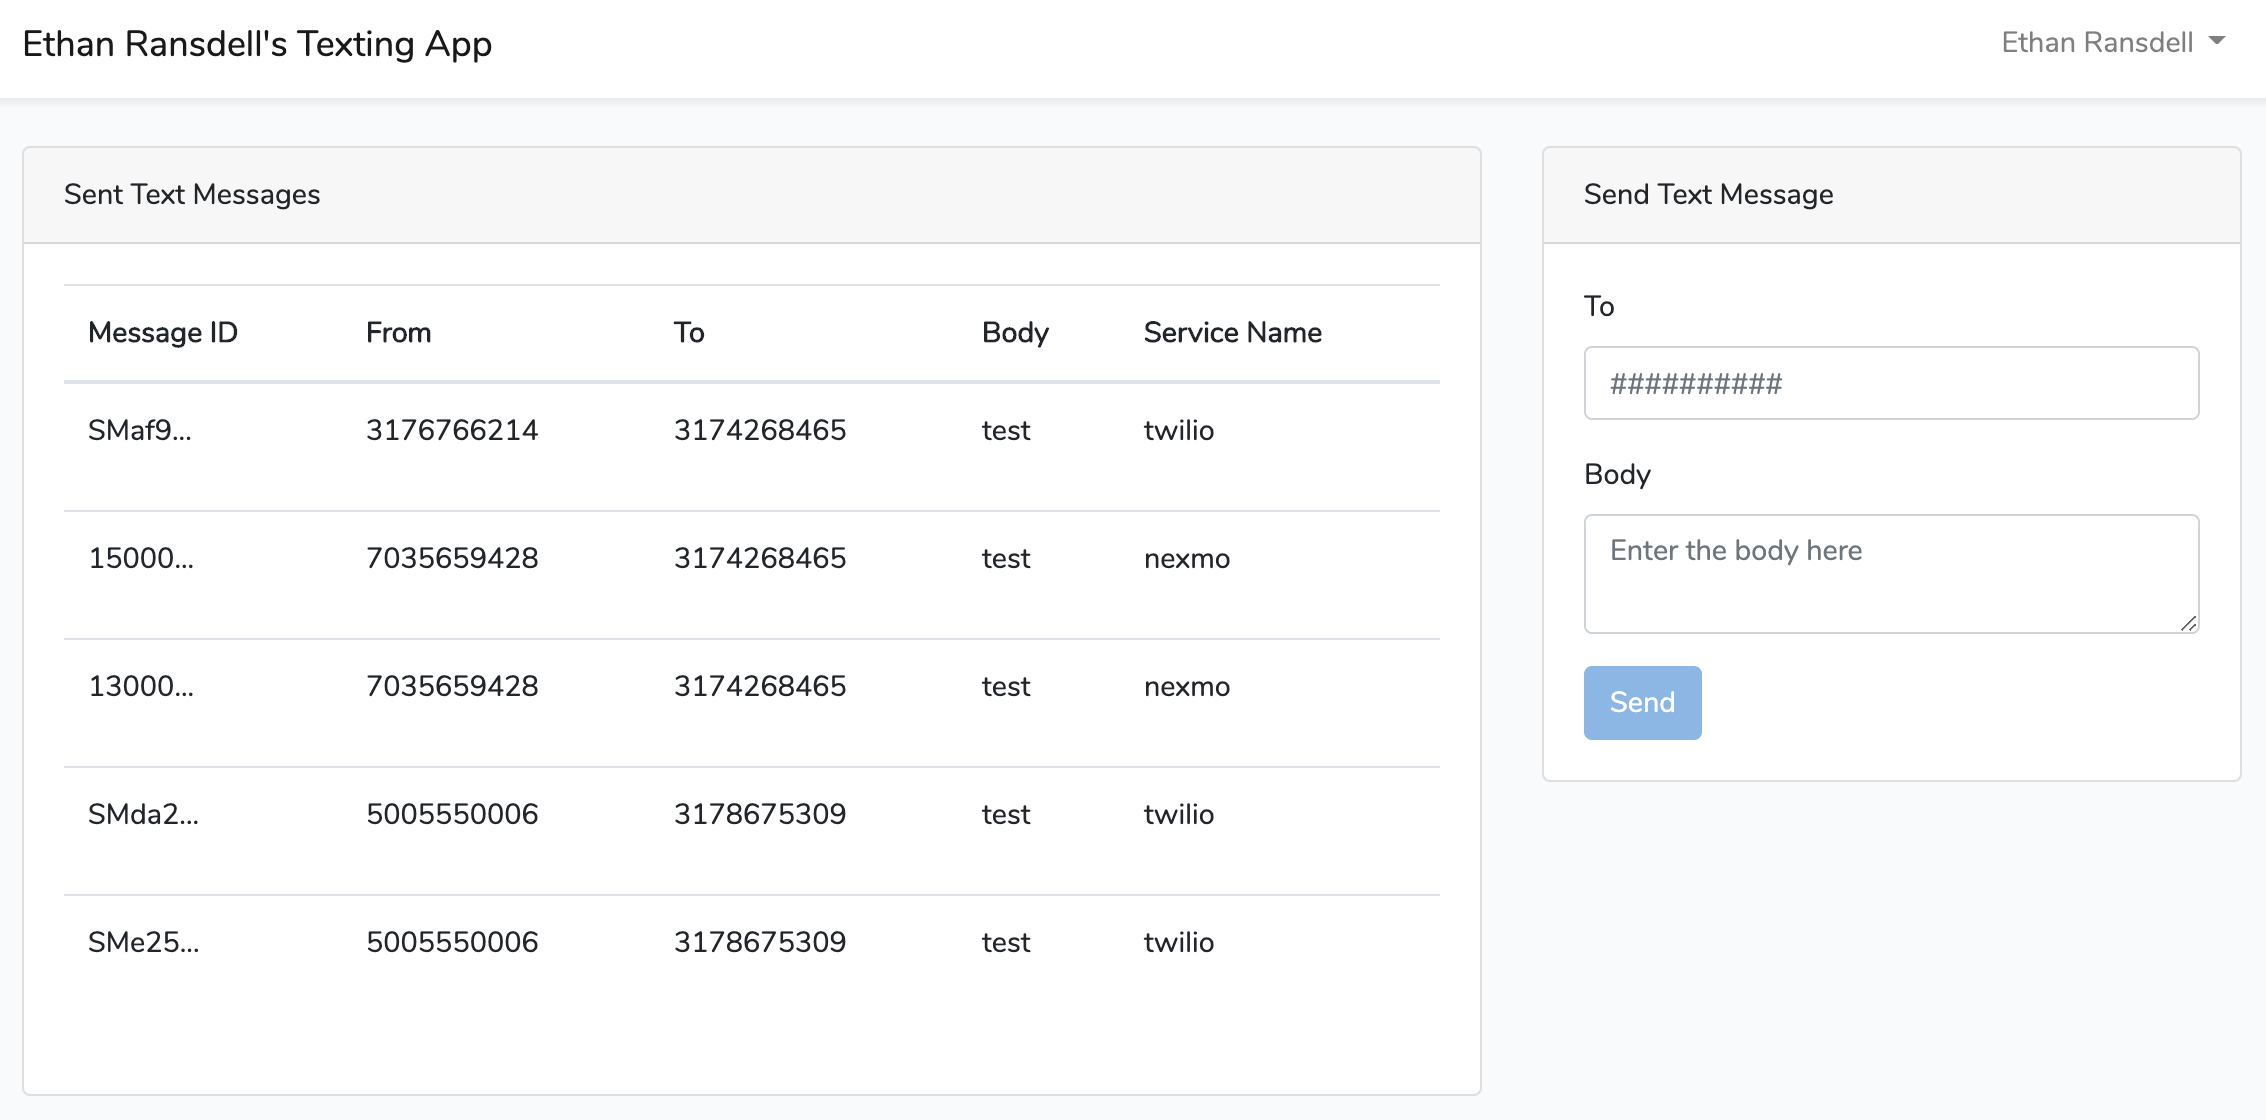 Ethan Ransdell's Texting App
Ethan Ransdell
Sent Text Messages
Message ID From To Body Service Name
SMaf9... 3176766214 3174268465 test twilio
15000... 7035659428 3174268465 test nexmo
13000... 7035659428 3174268465 test nexmo
SMda2... 5005550006 3178675309 test twilio
SMe25... 5005550006 3178675309 test twilio
Send Text Message
To
##########
Body
Enter the body here
Send